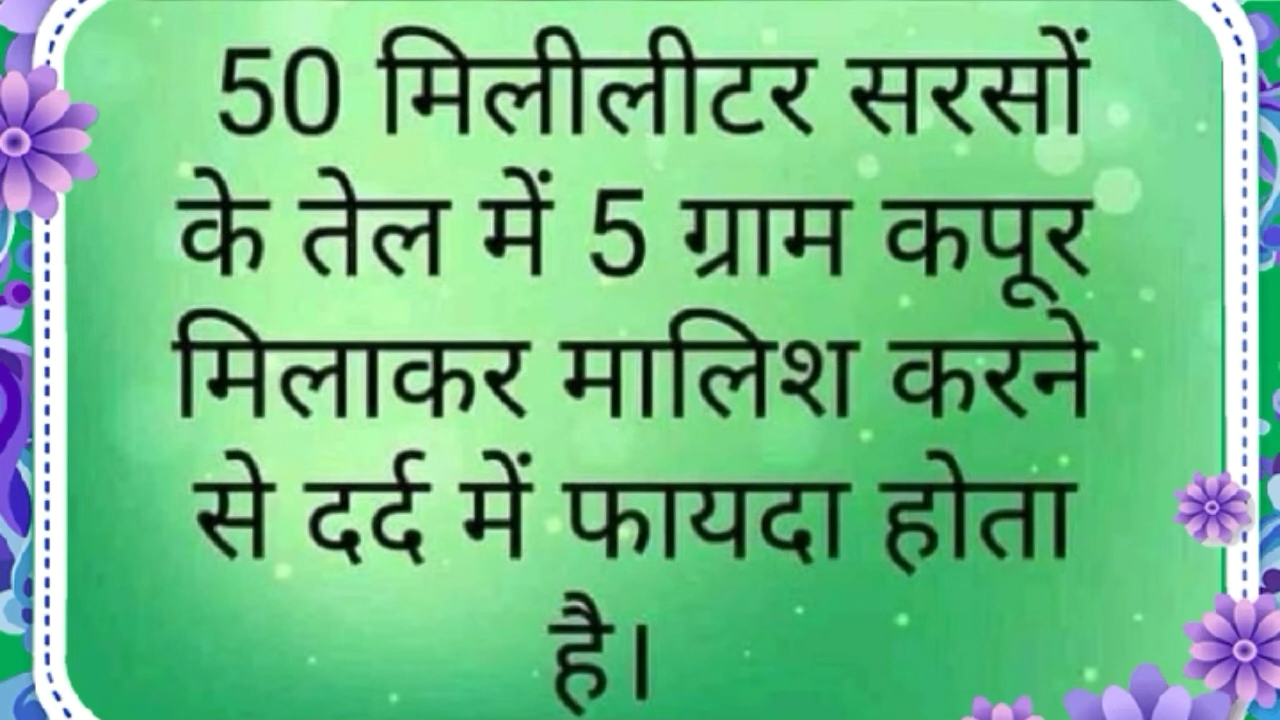 50 मिलीलीटर सरसों
के तेल में 5 ग्राम कपूर
मिलाकर मालिश करने
से दर्द में फायदा होता
है।